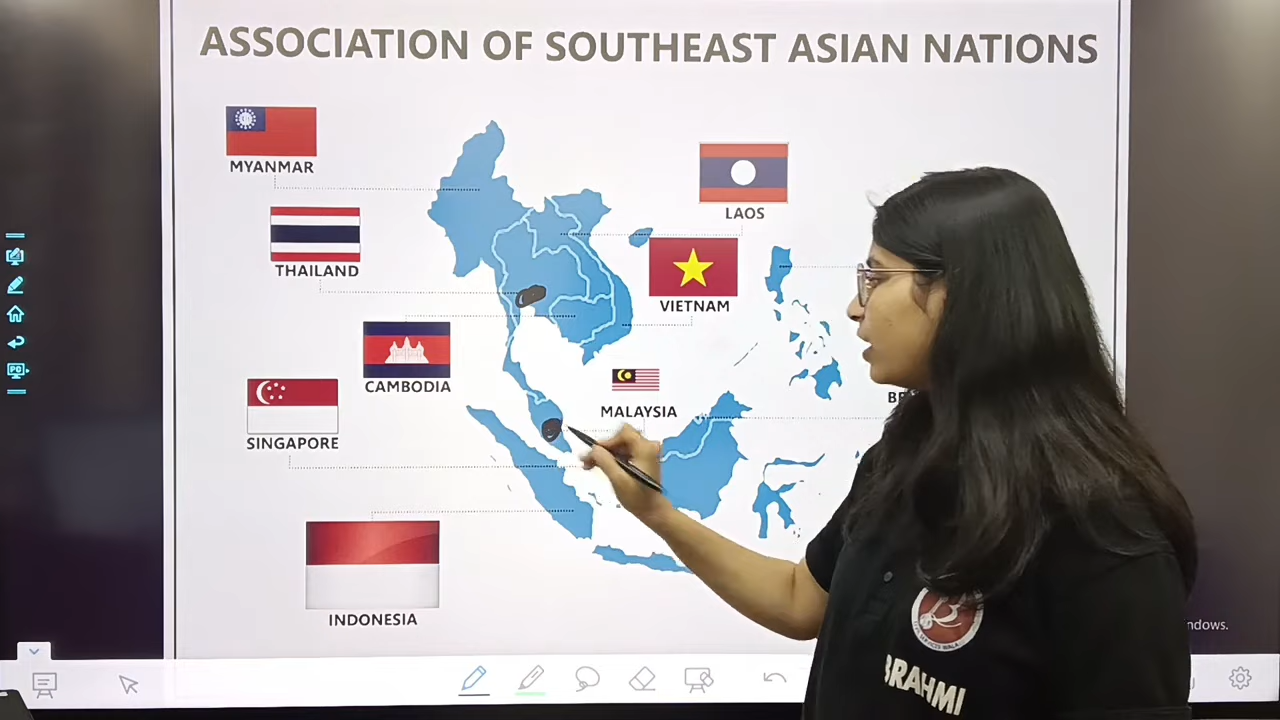 ASSOCIATION OF SOUTHEAST ASIAN NATIONS
MYANMAR
LAOS
THAILAND
VIETNAM
CAMBODIA
MALAYSIA
SINGAPORE
INDONESIA
BRAHMI